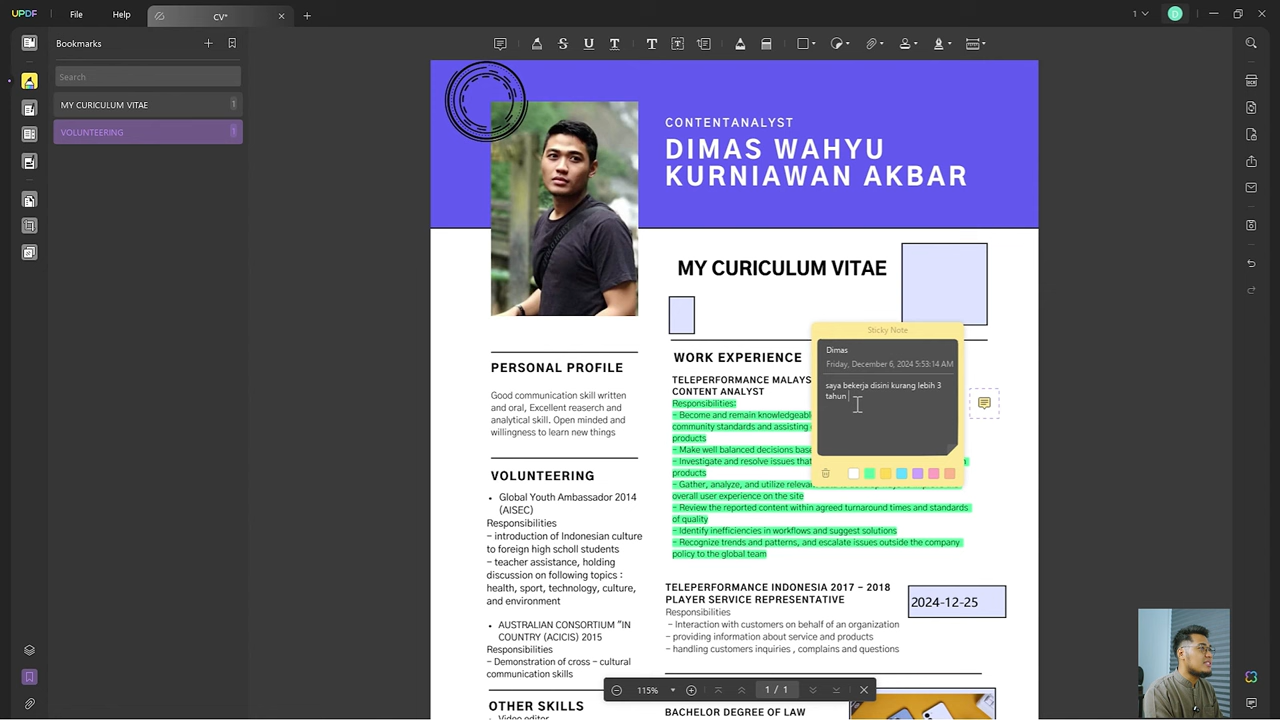 UPDF
Help
CV*
1
D
Bookmarks
Search
MY CURICULUM VITAE
1
VOLUNTEERING
1
CONTENTANALYST
DIMAS WAHYU
KURNIAWAN AKBAR
MY CURICULUM VITAE
PERSONAL PROFILE
Good communication skill written
and oral, Excellent reaserch and
analytical skill. Open minded and
willingness to learn new things
VOLUNTEERING
• Global Youth Ambassador 2014
(AISEC)
Responsibilities
- introduction of Indonesian culture
to foreign high scholl students
- teacher assistance, holding
discussion on following topics :
health, sport, technology, culture,
and environment
• AUSTRALIAN CONSORTIUM "IN
COUNTRY (ACICIS) 2015
Responsibilities
- Demonstration of cross - cultural
communication skills
OTHER SKILLS
WORK EXPERIENCE
TELEPERFORMANCE MALAYS
CONTENT ANALYST
Responsibilities:
- Become and remain knowledgeabl
community standards and assisting
products
- Make well balanced decisions base
- Investigate and resolve issues that
products
- Gather, analyze, and utilize relevan
overall user experience on the site
- Review the reported content within agreed turnaround times and standards
of quality
- Identify inefficiencies in workflows and suggest solutions
- Recognize trends and patterns, and escalate issues outside the company
policy to the global team
Sticky Note
Dimas
Friday, December 6, 2024 5:53:14 AM
saya bekerja disini kurang lebih 3
tahun
TELEPERFORMANCE INDONESIA 2017 - 2018
PLAYER SERVICE REPRESENTATIVE
Responsibilities
- Interaction with customers on behalf of an organization
- providing information about service and products
- handling customers inquiries , complains and questions
2024-12-25
BACHELOR DEGREE OF LAW
115%
1 / 1